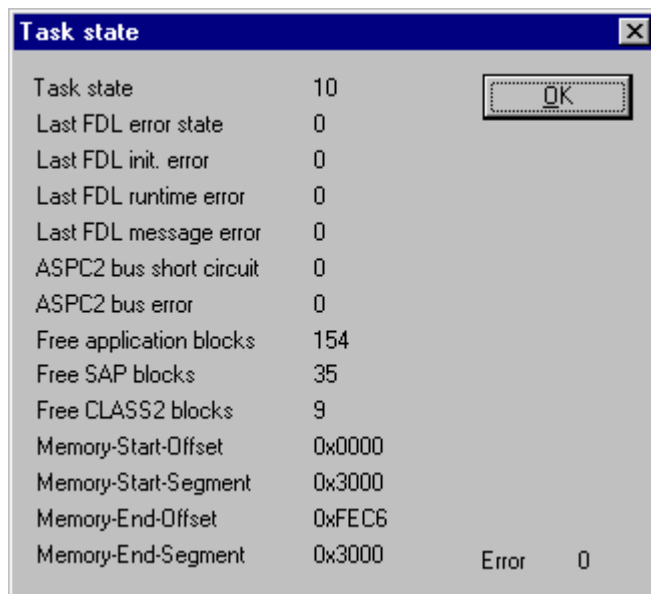 Task state
Task state 10
OK
Last FDL error state 0
Last FDL init. error 0
Last FDL runtime error 0
Last FDL message error 0
ASPC2 bus short circuit 0
ASPC2 bus error 0
Free application blocks 154
Free SAP blocks 35
Free CLASS2 blocks 9
Memory-Start-Offset 0x0000
Memory-Start-Segment 0x3000
Memory-End-Offset 0xFEC6
Memory-End-Segment 0x3000
Error 0